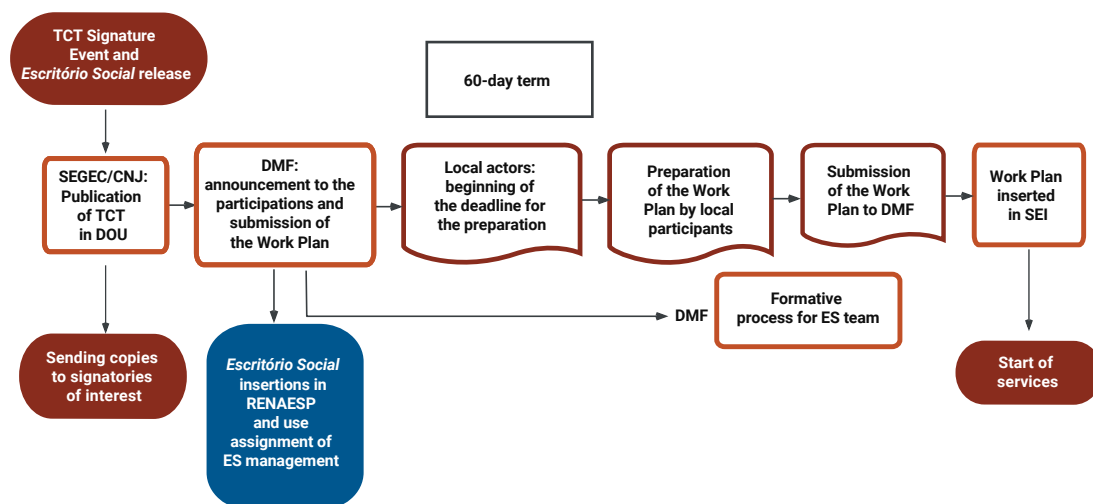 TCT Signature
Event and
Escritório Social release
60-day term
SEGEC/CNJ:
Publication
of TCT
in DOU
DMF:
announcement to the
participations and
submission of
the Work Plan
Local actors:
beginning of
the deadline for
the preparation
Preparation
of the Work
Plan by local
participants
Submission
of the Work
Plan to DMF
Work Plan
inserted
in SEI
DMF
Formative
process for ES team
Sending copies
to signatories
of interest
Escritório Social
insertions in
RENAESP
and use
assignment of
ES management
Start of
services